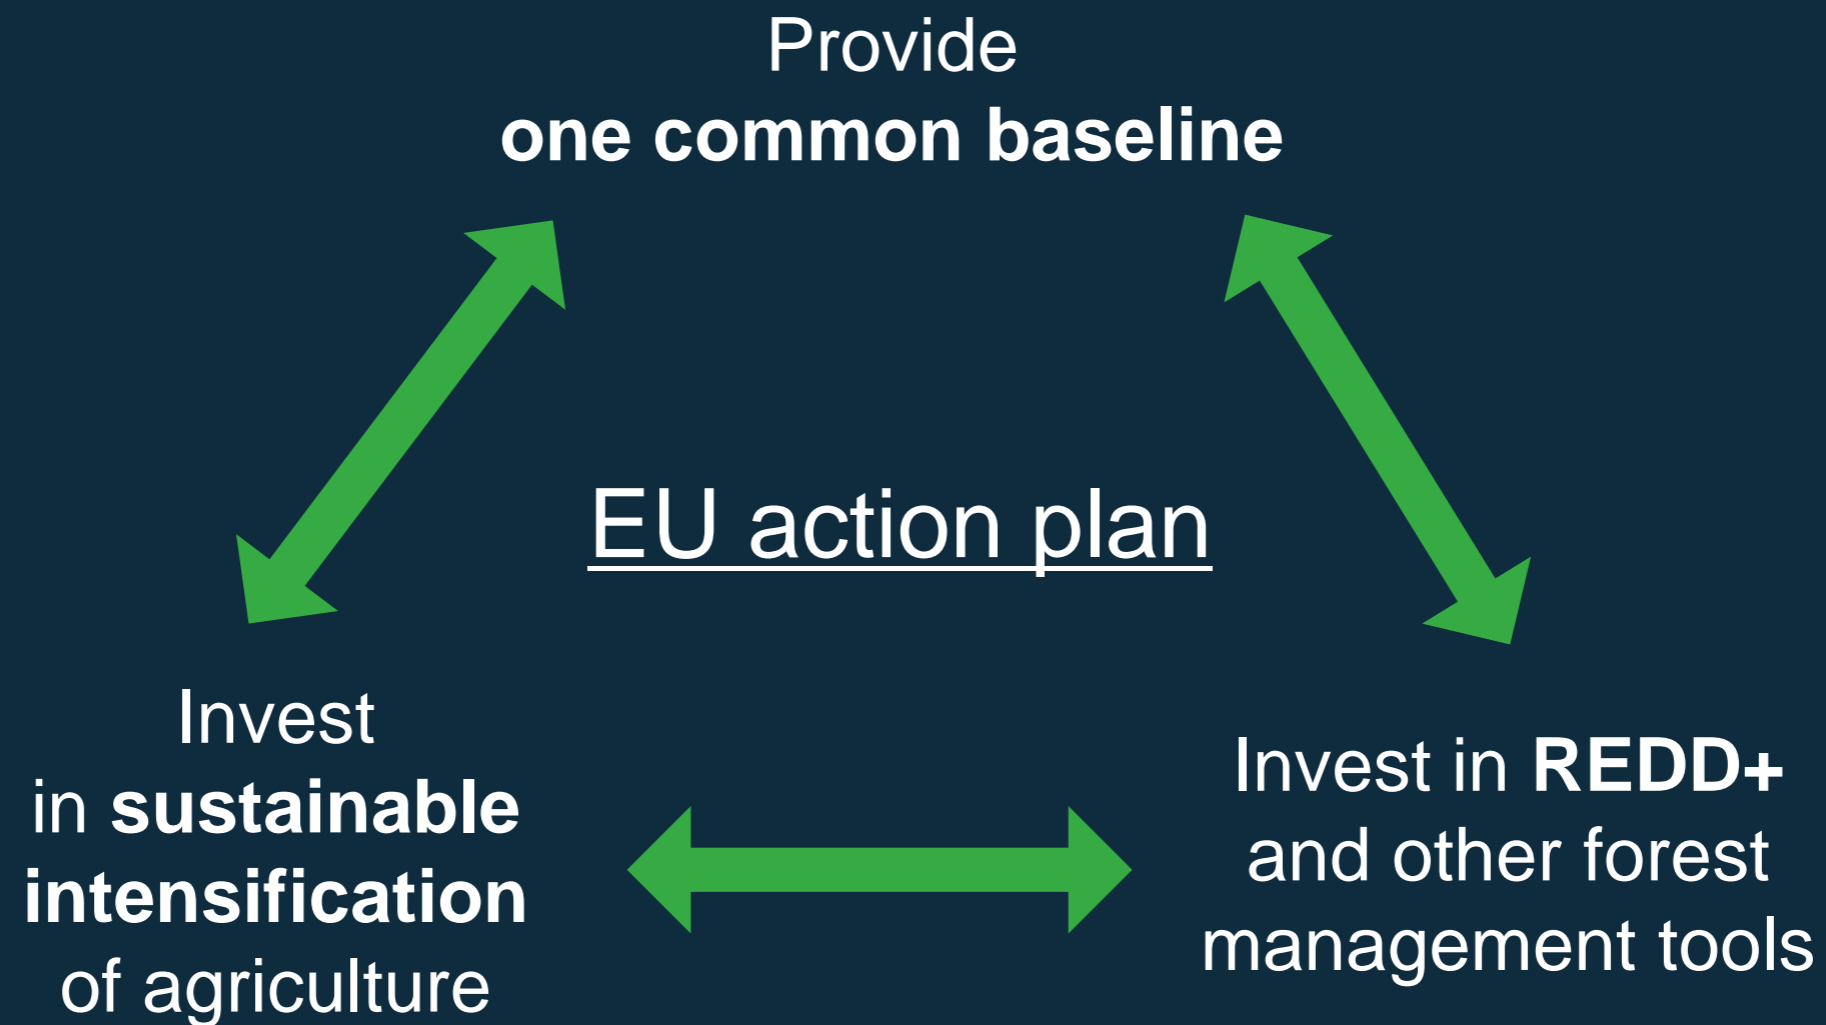 Provide
one common baseline
EU action plan
Invest
in sustainable
intensification
of agriculture
Invest in REDD+
and other forest
management tools